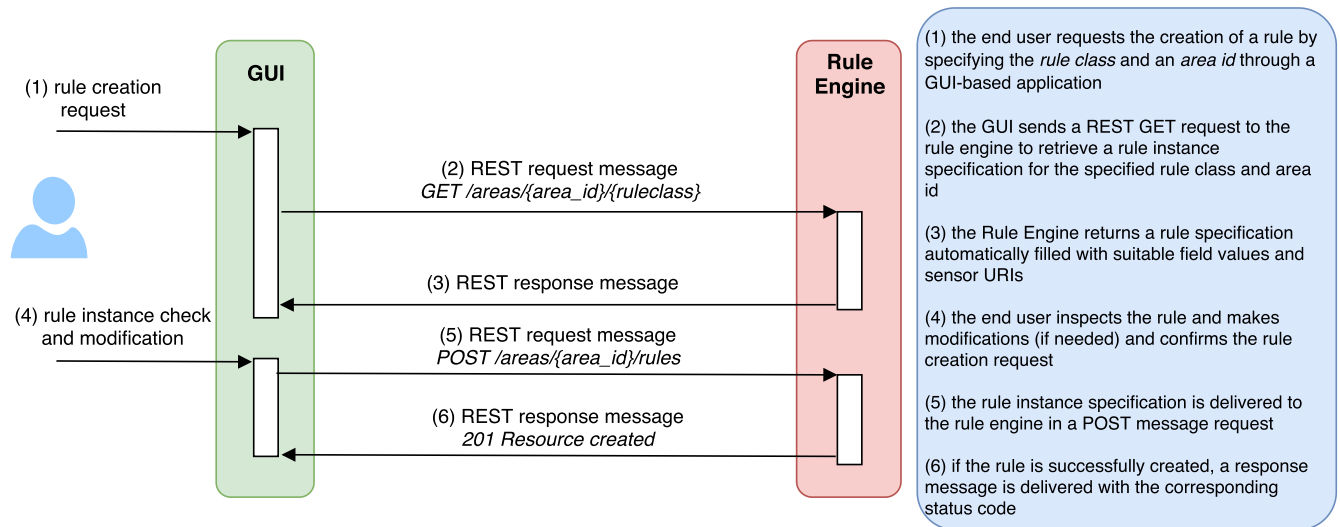 GUI
Rule
Engine
(1) rule creation
request
(2) REST request message
GET /areas/{area_id}/{ruleclass}
(3) REST response message
(4) rule instance check
and modification
(5) REST request message
POST /areas/{area_id}/rules
(6) REST response message
201 Resource created
(1) the end user requests the creation of a rule by
specifying the rule class and an area id through a
GUI-based application
(2) the GUI sends a REST GET request to the
rule engine to retrieve a rule instance
specification for the specified rule class and area
id
(3) the Rule Engine returns a rule specification
automatically filled with suitable field values and
sensor URIs
(4) the end user inspects the rule and makes
modifications (if needed) and confirms the rule
creation request
(5) the rule instance specification is delivered to
the rule engine in a POST message request
(6) if the rule is successfully created, a response
message is delivered with the corresponding
status code